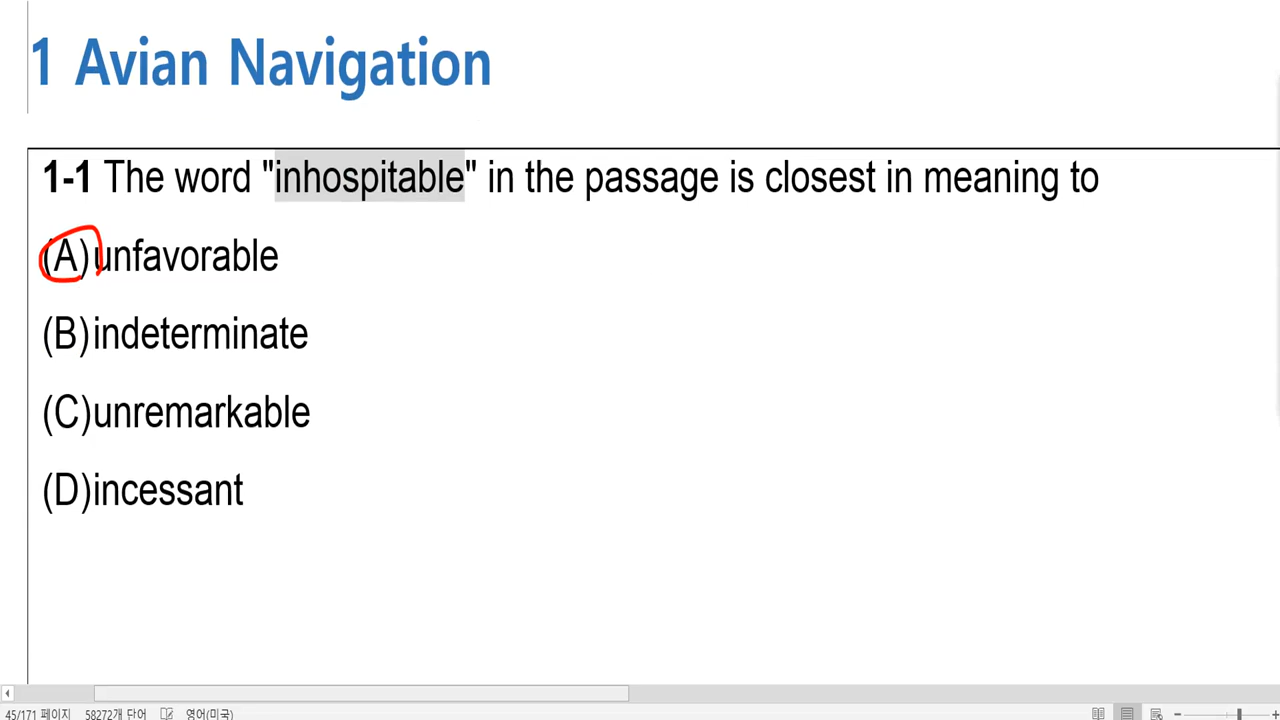 1 Avian Navigation
1-1 The word "inhospitable" in the passage is closest in meaning to
(A)unfavorable
(B)indeterminate
(C)unremarkable
(D)incessant
45/171 페이지 58272개 단어 영어(미국)